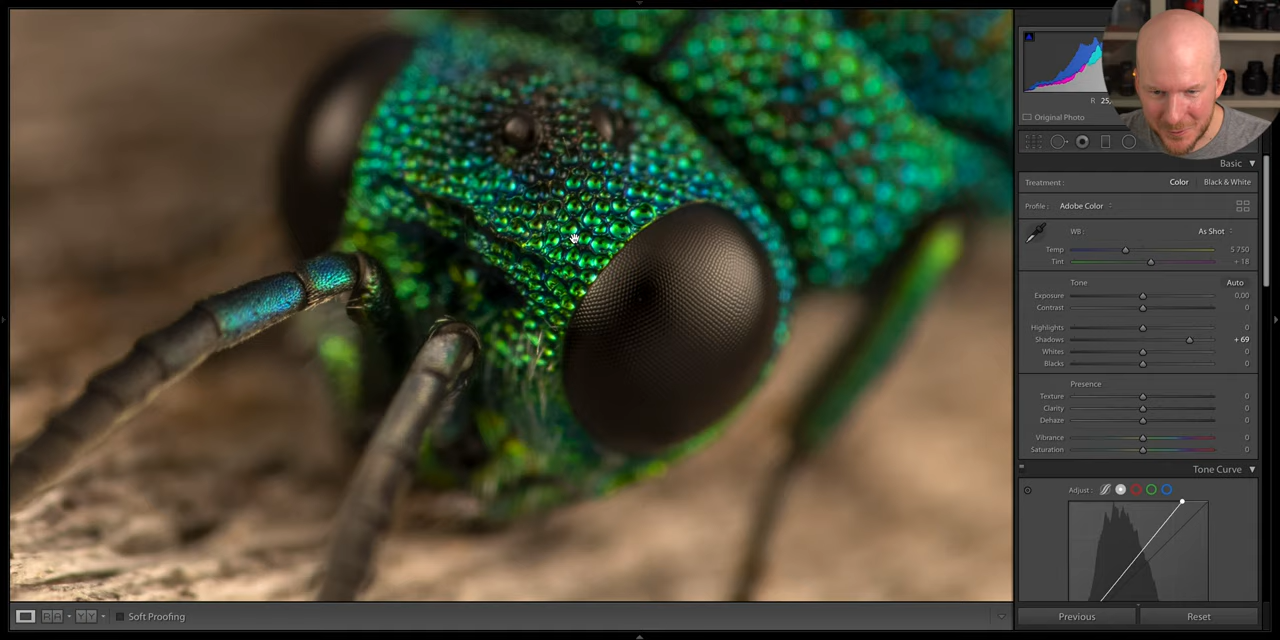 R 25,
Original Photo
Basic
Treatment : Color Black & White
Profile : Adobe Color
WB : As Shot
Temp 5 750
Tint + 18
Tone Auto
Exposure 0,00
Contrast 0
Highlights 0
Shadows + 69
Whites 0
Blacks 0
Presence
Texture 0
Clarity 0
Dehaze 0
Vibrance 0
Saturation 0
Tone Curve
Adjust :
R A Y Y Soft Proofing
Previous Reset